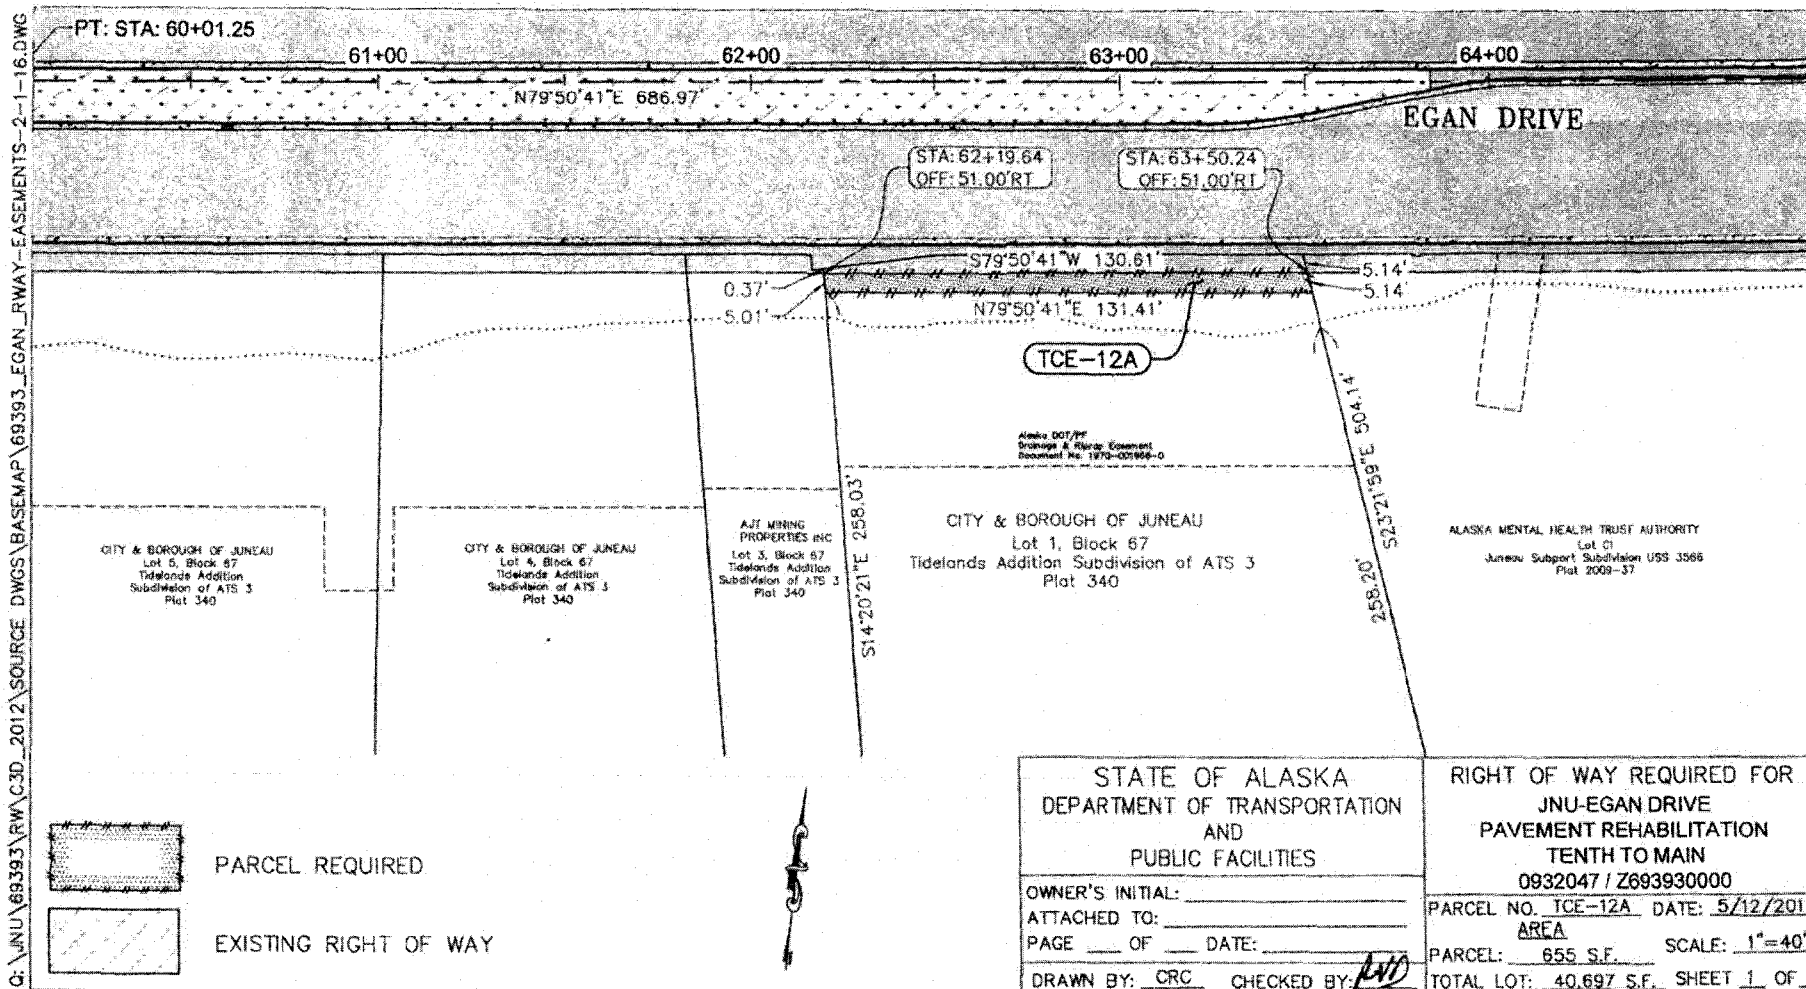 G:\JNU\69393\RW\C3D_2012\SOURCE DWGS\BASEMAP\69393_EGAN_RWAY-EASEMENTS-2-1-16.DWG
PT: STA: 60+01.25
61+00
62+00
63+00
64+00
N79°50'41"E 686.97'
EGAN DRIVE
STA: 62+19.64
OFF: 51.00'RT
STA: 63+50.24
OFF: 51.00'RT
S79°50'41"W 130.61'
0.37'
5.14'
5.01'
5.14'
N79°50'41"E 131.41'
TCE-12A
Alaska DOT/PF
Drainage & Riprap Easement
Document No.
S14°20'21"E 258.03'
S23°21'59"E 504.14'
258.20'
CITY & BOROUGH OF JUNEAU
Lot 5, Block 67
Tidelands Addition
Subdivision of ATS 3
Plat 340
CITY & BOROUGH OF JUNEAU
Lot 4, Block 67
Tidelands Addition
Subdivision of ATS 3
Plat 340
AJT MINING
PROPERTIES INC
Lot 3, Block 67
Tidelands Addition
Subdivision of ATS 3
Plat 340
CITY & BOROUGH OF JUNEAU
Lot 1, Block 67
Tidelands Addition Subdivision of ATS 3
Plat 340
ALASKA MENTAL HEALTH TRUST AUTHORITY
Lot C1
Juneau Subport Subdivision USS 3566
Plat 2009-37
PARCEL REQUIRED
EXISTING RIGHT OF WAY
STATE OF ALASKA
DEPARTMENT OF TRANSPORTATION
AND
PUBLIC FACILITIES
OWNER'S INITIAL:
ATTACHED TO:
PAGE OF DATE:
DRAWN BY: CRC CHECKED BY:
RIGHT OF WAY REQUIRED FOR
JNU-EGAN DRIVE
PAVEMENT REHABILITATION
TENTH TO MAIN
0932047 / Z693930000
PARCEL NO. TCE-12A DATE: 5/12/201
AREA
PARCEL: 655 S.F. SCALE: 1"=40'
TOTAL LOT: 40,697 S.F. SHEET 1 OF